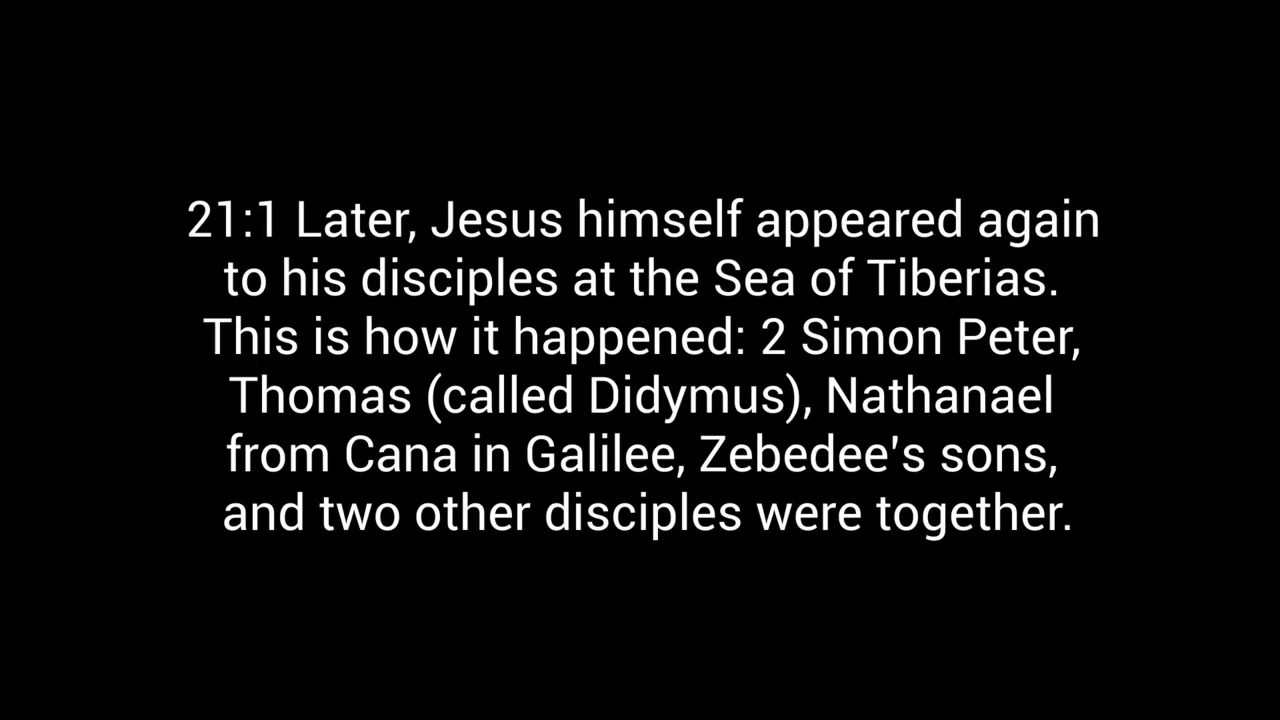 21:1 Later, Jesus himself appeared again
to his disciples at the Sea of Tiberias.
This is how it happened: 2 Simon Peter,
Thomas (called Didymus), Nathanael
from Cana in Galilee, Zebedee's sons,
and two other disciples were together.